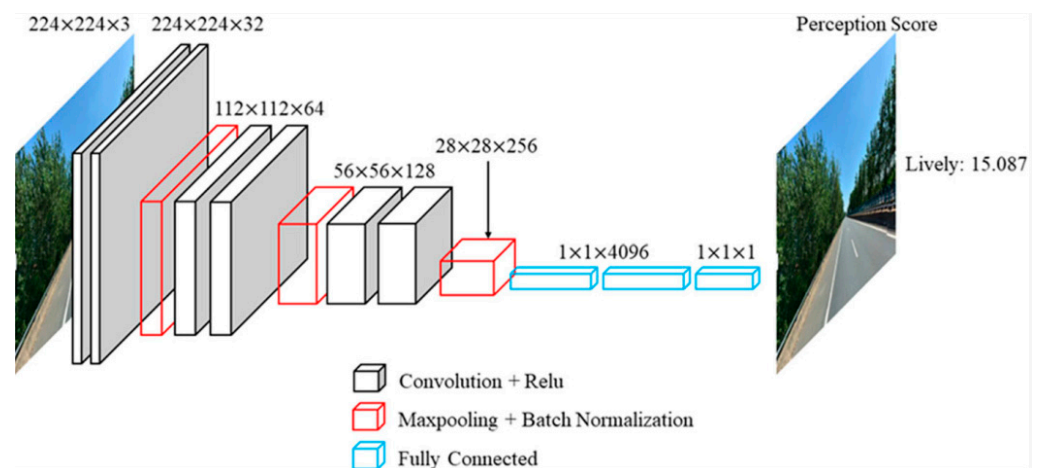 224×224×3
224×224×32
Perception Score
112×112×64
28×28×256
56×56×128
Lively: 15.087
1×1×4096
1×1×1
Convolution + Relu
Maxpooling + Batch Normalization
Fully Connected